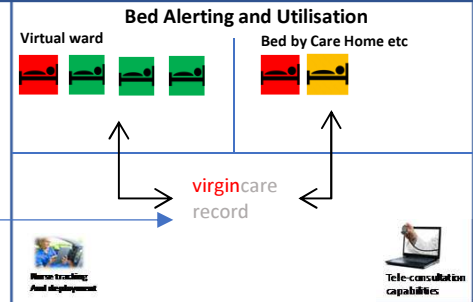 Bed Alerting and Utilisation
Virtual ward
Bed by Care Home etc
virgincare
record
Nurse tracking
And deployment
Tele-consultation
capabilities